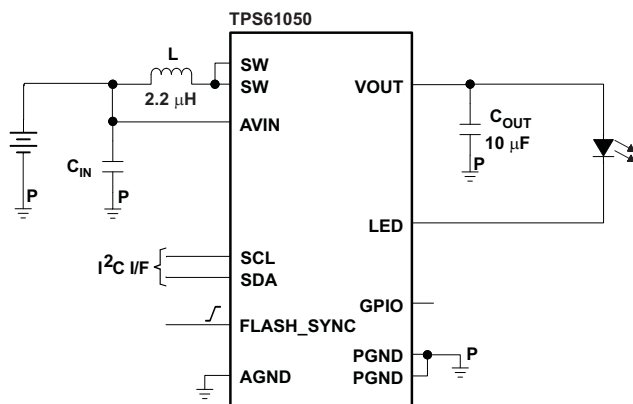 TPS61050
L
2.2 μH
SW
SW
AVIN
VOUT
C_OUT
10 μF
P
C_IN
P
P
LED
I²C I/F
SCL
SDA
GPIO
FLASH_SYNC
PGND
P
AGND
PGND